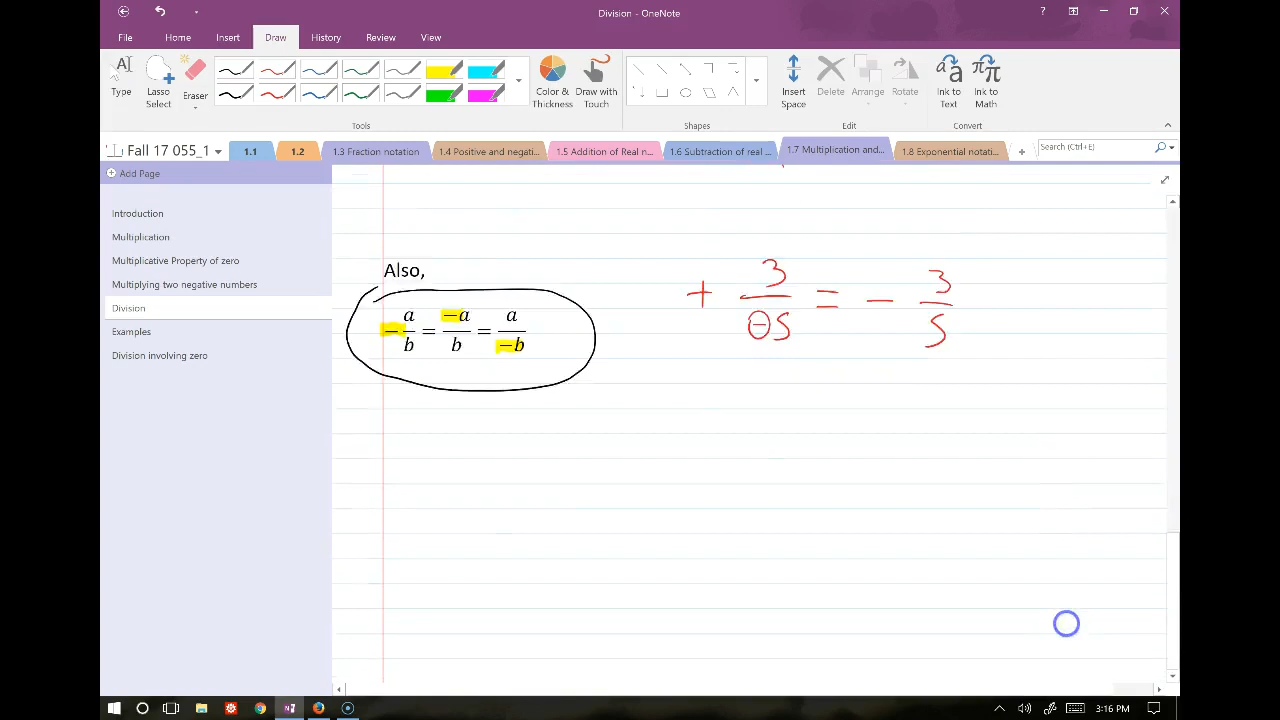 Division - OneNote
?
File Home Insert Draw History Review View
Type
Lasso Select
Eraser
Color & Thickness
Draw with Touch
Insert Space
Delete
Arrange
Rotate
Ink to Text
Ink to Math
Tools Shapes Edit Convert
Fall 17 055_1 1.1 1.2 1.3 Fraction notation 1.4 Positive and negati... 1.5 Addition of Real n... 1.6 Subtraction of real ... 1.7 Multiplication and... 1.8 Exponential notati... + Search (Ctrl+E)
Add Page
Introduction
Multiplication
Multiplicative Property of zero
Multiplying two negative numbers
Division
Examples
Division involving zero
Also,
−a/b = −a/b = a/−b
+ 3/−5 = − 3/5
3:16 PM